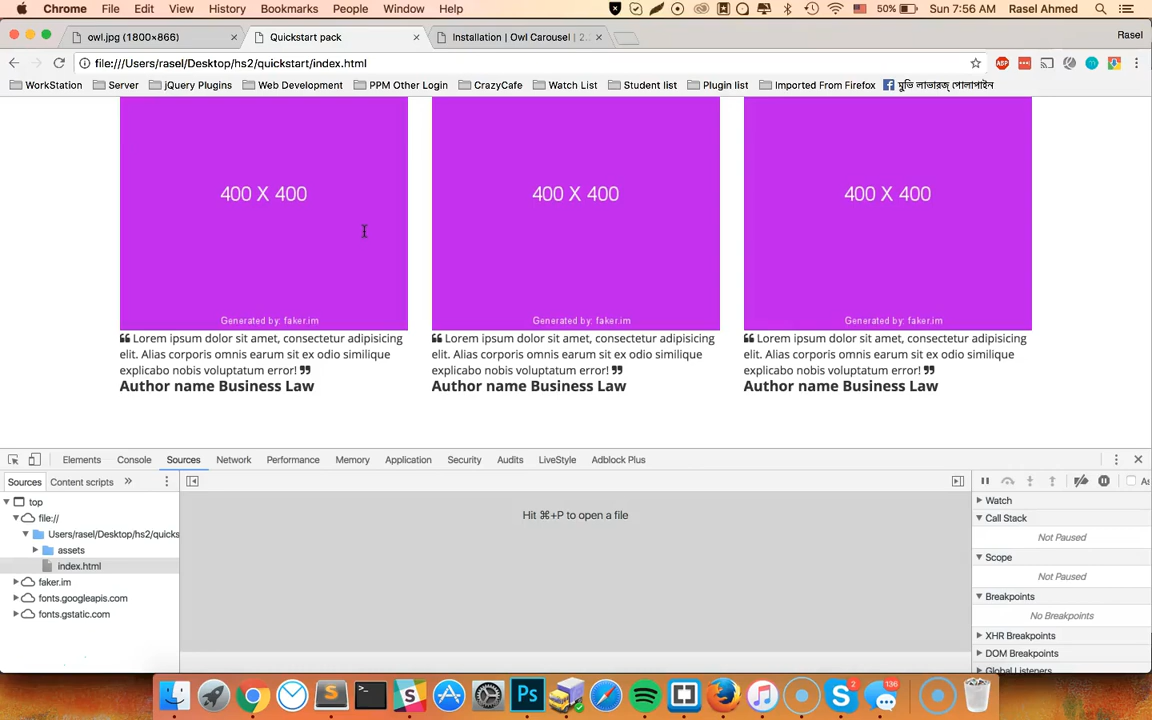 Chrome File Edit View History Bookmarks People Window Help 50% Sun 7:56 AM Rasel Ahmed
owl.jpg (1800×866) Quickstart pack Installation | Owl Carousel | 2. Rasel
file:///Users/rasel/Desktop/hs2/quickstart/index.html
WorkStation Server jQuery Plugins Web Development PPM Other Login CrazyCafe Watch List Student list Plugin list Imported From Firefox মুভি লাভারজ্ পোলাপাইন
400 X 400 400 X 400 400 X 400
Generated by: faker.im Generated by: faker.im Generated by: faker.im
❝ Lorem ipsum dolor sit amet, consectetur adipisicing
elit. Alias corporis omnis earum sit ex odio similique
explicabo nobis voluptatum error! ❞
Author name Business Law
❝ Lorem ipsum dolor sit amet, consectetur adipisicing
elit. Alias corporis omnis earum sit ex odio similique
explicabo nobis voluptatum error! ❞
Author name Business Law
❝ Lorem ipsum dolor sit amet, consectetur adipisicing
elit. Alias corporis omnis earum sit ex odio similique
explicabo nobis voluptatum error! ❞
Author name Business Law
Elements Console Sources Network Performance Memory Application Security Audits LiveStyle Adblock Plus
Sources Content scripts » As
top
file://
Users/rasel/Desktop/hs2/quicks
assets
index.html
faker.im
fonts.googleapis.com
fonts.gstatic.com
Hit ⌘+P to open a file
Watch
Call Stack
Not Paused
Scope
Not Paused
Breakpoints
No Breakpoints
XHR Breakpoints
DOM Breakpoints
Global Listeners
2 136